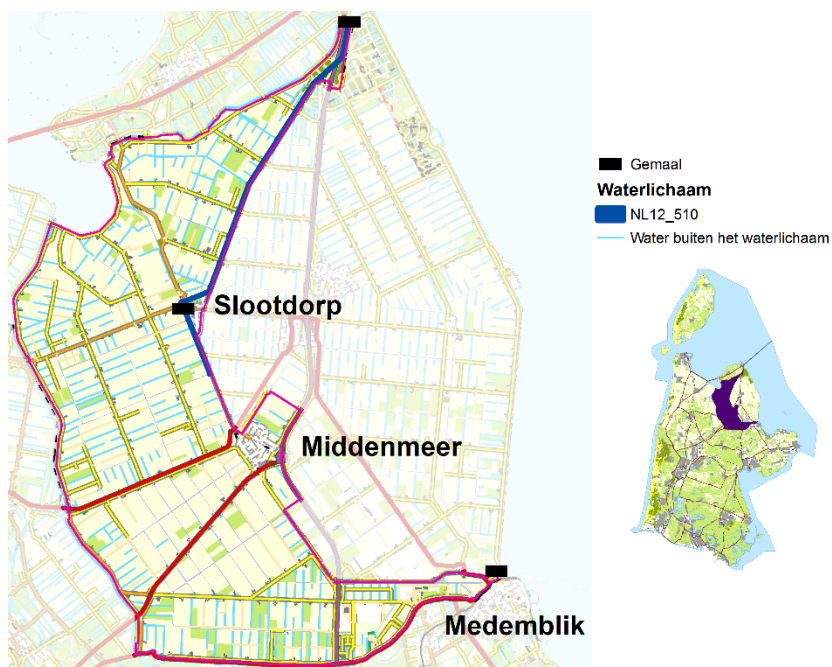 Slootdorp
Middenmeer
Medemblik
Gemaal
Waterlichaam
NL12_510
Water buiten het waterlichaam